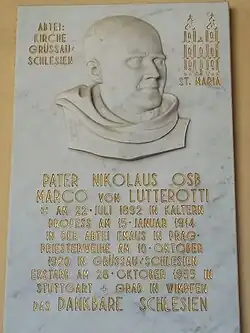 ABTEI:
KIRCHE
GRÜSSAU/
SCHLESIEN
ST. MARIA
PATER NIKOLAUS OSB
MARCO VON LUTTEROTTI
* AM 22·JULI 1892 IN KALTERN
PROFESS AM 15·JANUAR 1914
IN DER ABTEI EMAUS IN PRAG·
PRIESTERWEIHE AM 10·OKTOBER
1920 IN GRÜSSAU/SCHLESIEN
ERSTARB AM 28·OKTOBER 1955 IN
STUTTGART + GRAB IN WIMPFEN
DAS DANKBARE SCHLESIEN